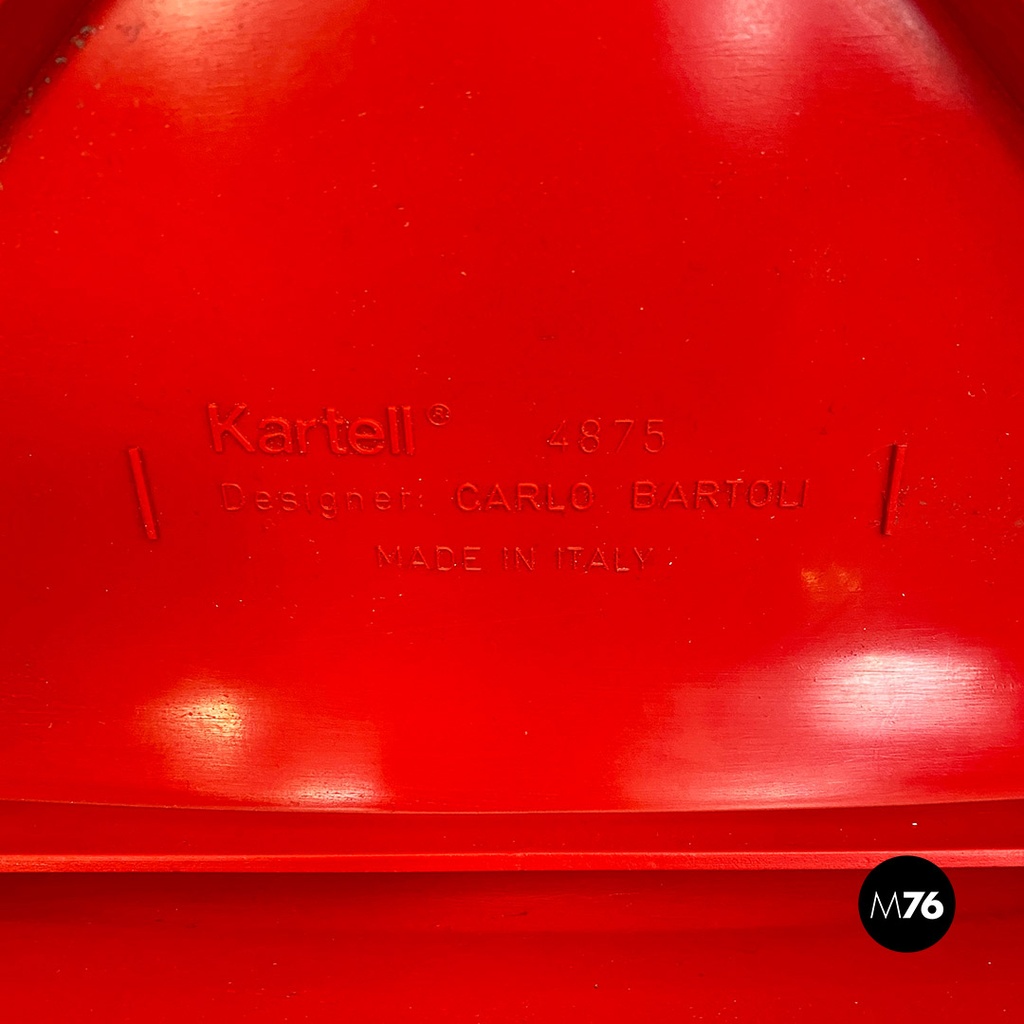 Kartell® 4875
Designer: CARLO BARTOLI
MADE IN ITALY
M76